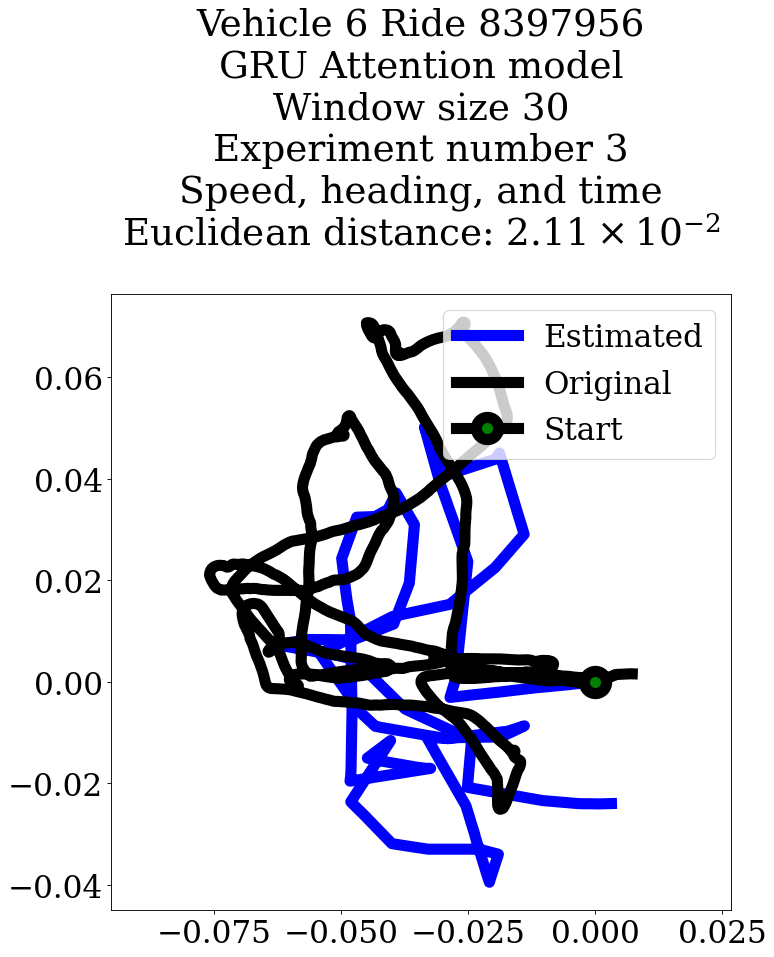 Vehicle 6 Ride 8397956
GRU Attention model
Window size 30
Experiment number 3
Speed, heading, and time
Euclidean distance: 2.11 × 10⁻²
Estimated
Original
Start
0.06
0.04
0.02
0.00
−0.02
−0.04
−0.075 −0.050 −0.025 0.000 0.025